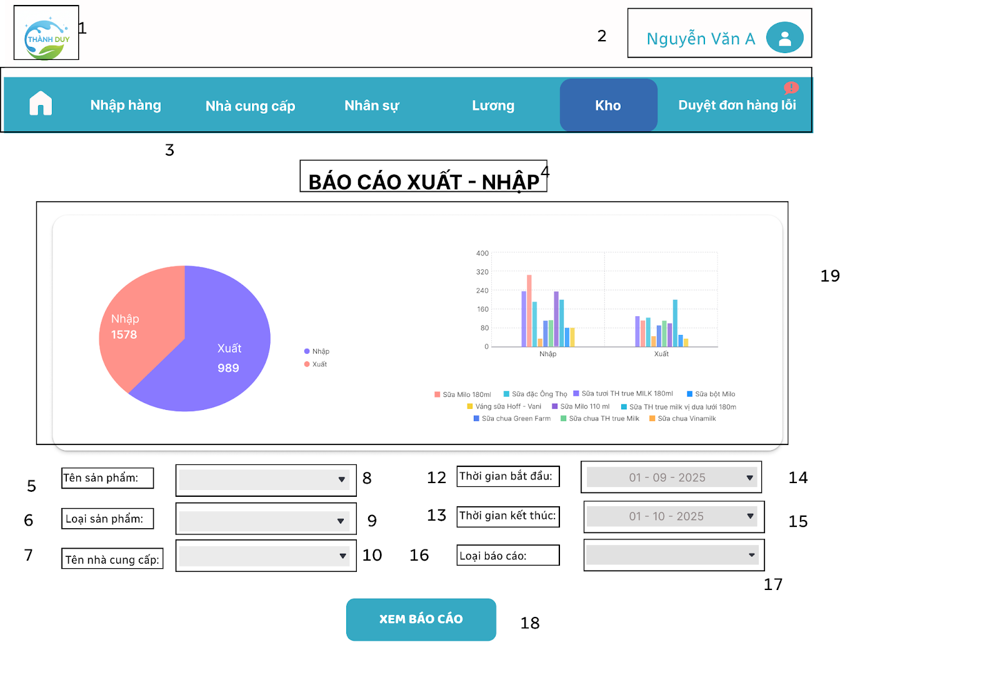 THÀNH DUY
1
2
Nguyễn Văn A
Nhập hàng
Nhà cung cấp
Nhân sự
Lương
Kho
Duyệt đơn hàng lỗi
!
3
BÁO CÁO XUẤT - NHẬP
4
19
Nhập
1578
Xuất
989
Nhập
Xuất
400
320
240
160
80
0
Nhập
Xuất
Sữa Milo 180ml
Sữa đặc Ông Thọ
Sữa tươi TH true MILK 180ml
Sữa bột Milo
Váng sữa Hoff - Vani
Sữa Milo 110 ml
Sữa TH true milk vị dưa lưới 180m
Sữa chua Green Farm
Sữa chua TH true Milk
Sữa chua Vinamilk
5
Tên sản phẩm:
8
12
Thời gian bắt đầu:
01 - 09 - 2025
14
6
Loại sản phẩm:
9
13
Thời gian kết thúc:
01 - 10 - 2025
15
7
Tên nhà cung cấp:
10
16
Loại báo cáo:
17
XEM BÁO CÁO
18